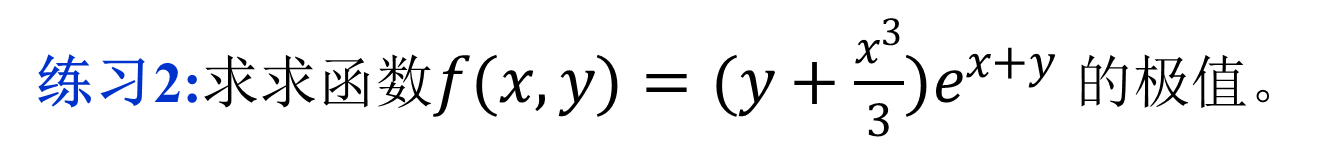 练习2:求求函数f(x,y) = (y + x³/3)e^{x+y} 的极值。